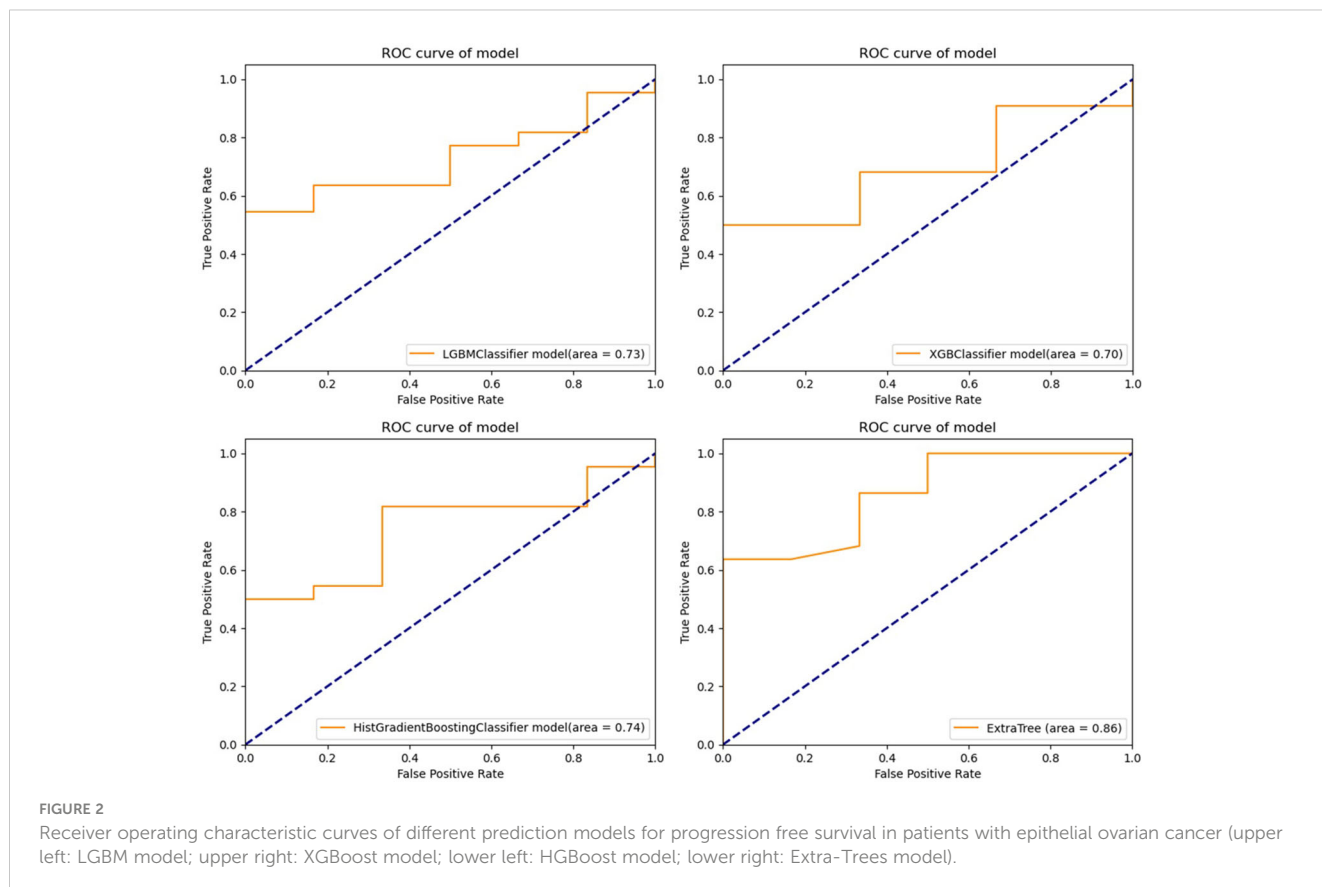 ROC curve of model
1.0
0.8
0.6
0.4
0.2
0.0
True Positive Rate
LGBMClassifier model(area = 0.73)
0.0 0.2 0.4 0.6 0.8 1.0
False Positive Rate
ROC curve of model
1.0
0.8
0.6
0.4
0.2
0.0
True Positive Rate
XGBClassifier model(area = 0.70)
0.0 0.2 0.4 0.6 0.8 1.0
False Positive Rate
ROC curve of model
1.0
0.8
0.6
0.4
0.2
0.0
True Positive Rate
HistGradientBoostingClassifier model(area = 0.74)
0.0 0.2 0.4 0.6 0.8 1.0
False Positive Rate
ROC curve of model
1.0
0.8
0.6
0.4
0.2
0.0
True Positive Rate
ExtraTree (area = 0.86)
0.0 0.2 0.4 0.6 0.8 1.0
False Positive Rate
FIGURE 2
Receiver operating characteristic curves of different prediction models for progression free survival in patients with epithelial ovarian cancer (upper
left: LGBM model; upper right: XGBoost model; lower left: HGBoost model; lower right: Extra-Trees model).